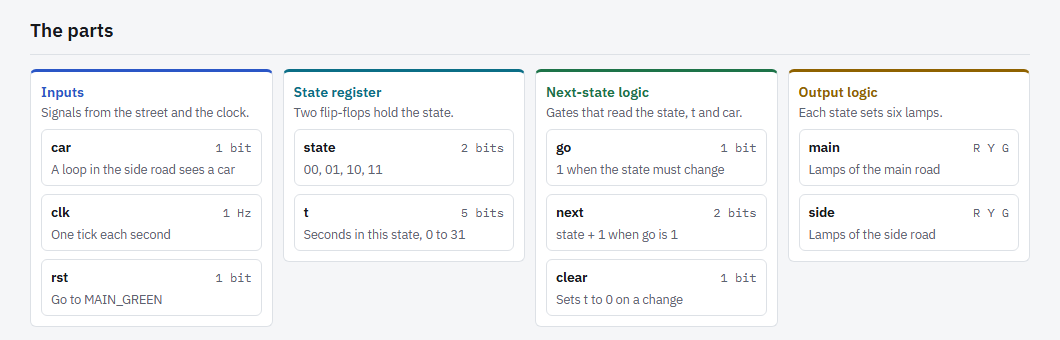 The parts
Inputs
Signals from the street and the clock.
car 1 bit
A loop in the side road sees a car
clk 1 Hz
One tick each second
rst 1 bit
Go to MAIN_GREEN
State register
Two flip-flops hold the state.
state 2 bits
00, 01, 10, 11
t 5 bits
Seconds in this state, 0 to 31
Next-state logic
Gates that read the state, t and car.
go 1 bit
1 when the state must change
next 2 bits
state + 1 when go is 1
clear 1 bit
Sets t to 0 on a change
Output logic
Each state sets six lamps.
main R Y G
Lamps of the main road
side R Y G
Lamps of the side road